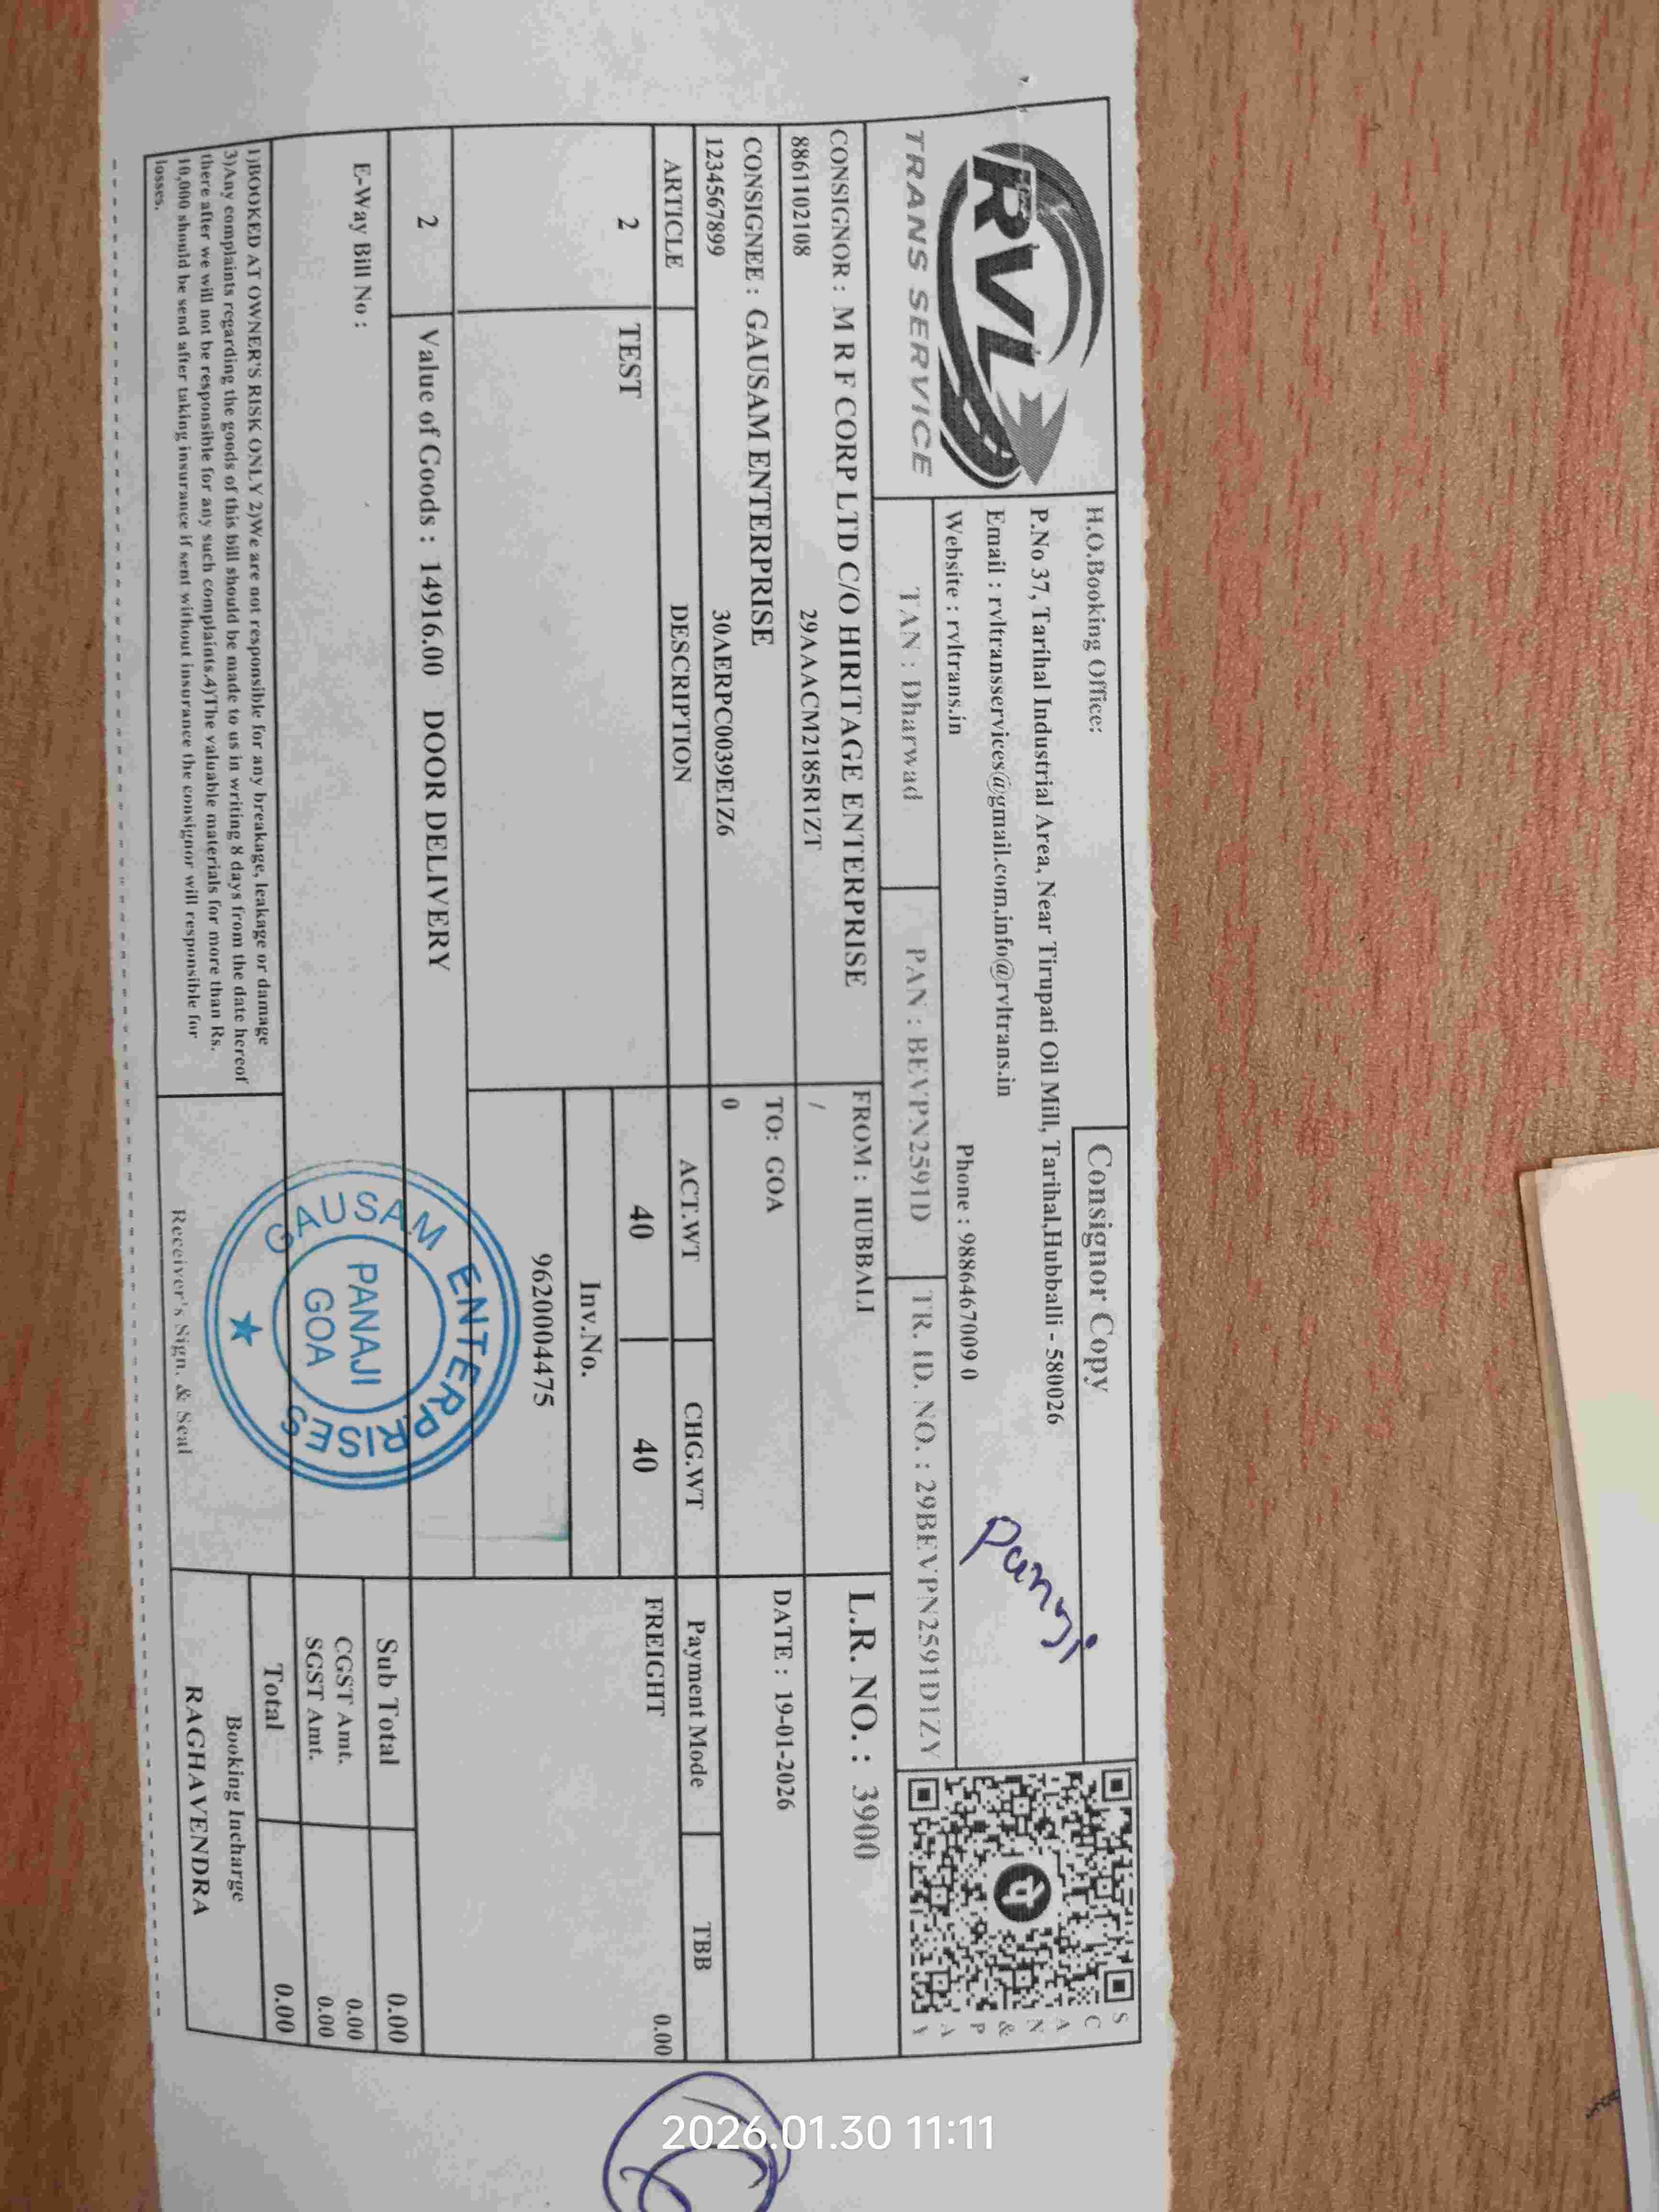 RVL
TRANS SERVICE
H.O.Booking Office:
Consignor Copy
P.No 37, Tarihal Industrial Area, Near Tirupati Oil Mill, Tarihal,Hubballi - 580026
Email : rvltransservices@gmail.com,info@rvltrans.in
Website : rvltrans.in Phone : 9886467009 0
Panji
TAN : Dharwad PAN : BEVPN2591D TR. ID. NO. : 29BEVPN2591D1ZY
SCAN & PAY
CONSIGNOR : M R F CORP LTD C/O HIRITAGE ENTERPRISE FROM : HUBBALI L.R. NO. : 3900
8861102108 29AAACM2185R1ZT /
CONSIGNEE : GAUSAM ENTERPRISE TO: GOA DATE : 19-01-2026
1234567899 30AERPC0039E1Z6 0
ARTICLE DESCRIPTION ACT.WT CHG.WT Payment Mode TBB
2 TEST 40 40 FREIGHT 0.00
Inv.No.
9620004475
2 Value of Goods : 14916.00 DOOR DELIVERY
Sub Total 0.00
E-Way Bill No :
CGST Amt. 0.00
SGST Amt. 0.00
Total 0.00
GAUSAM ENTERPRISES
PANAJI
GOA
1)BOOKED AT OWNER'S RISK ONLY 2)We are not responsible for any breakage, leakage or damage
3)Any complaints regarding the goods of this bill should be made to us in writing 8 days from the date hereof
there after we will not be responsible for any such complaints.4)The valuable materials for more than Rs.
10,000 should be send after taking insurance if sent without insurance the consignor will responsible for
losses.
Receiver's Sign. & Seal
Booking Incharge
RAGHAVENDRA
2026.01.30 11:11